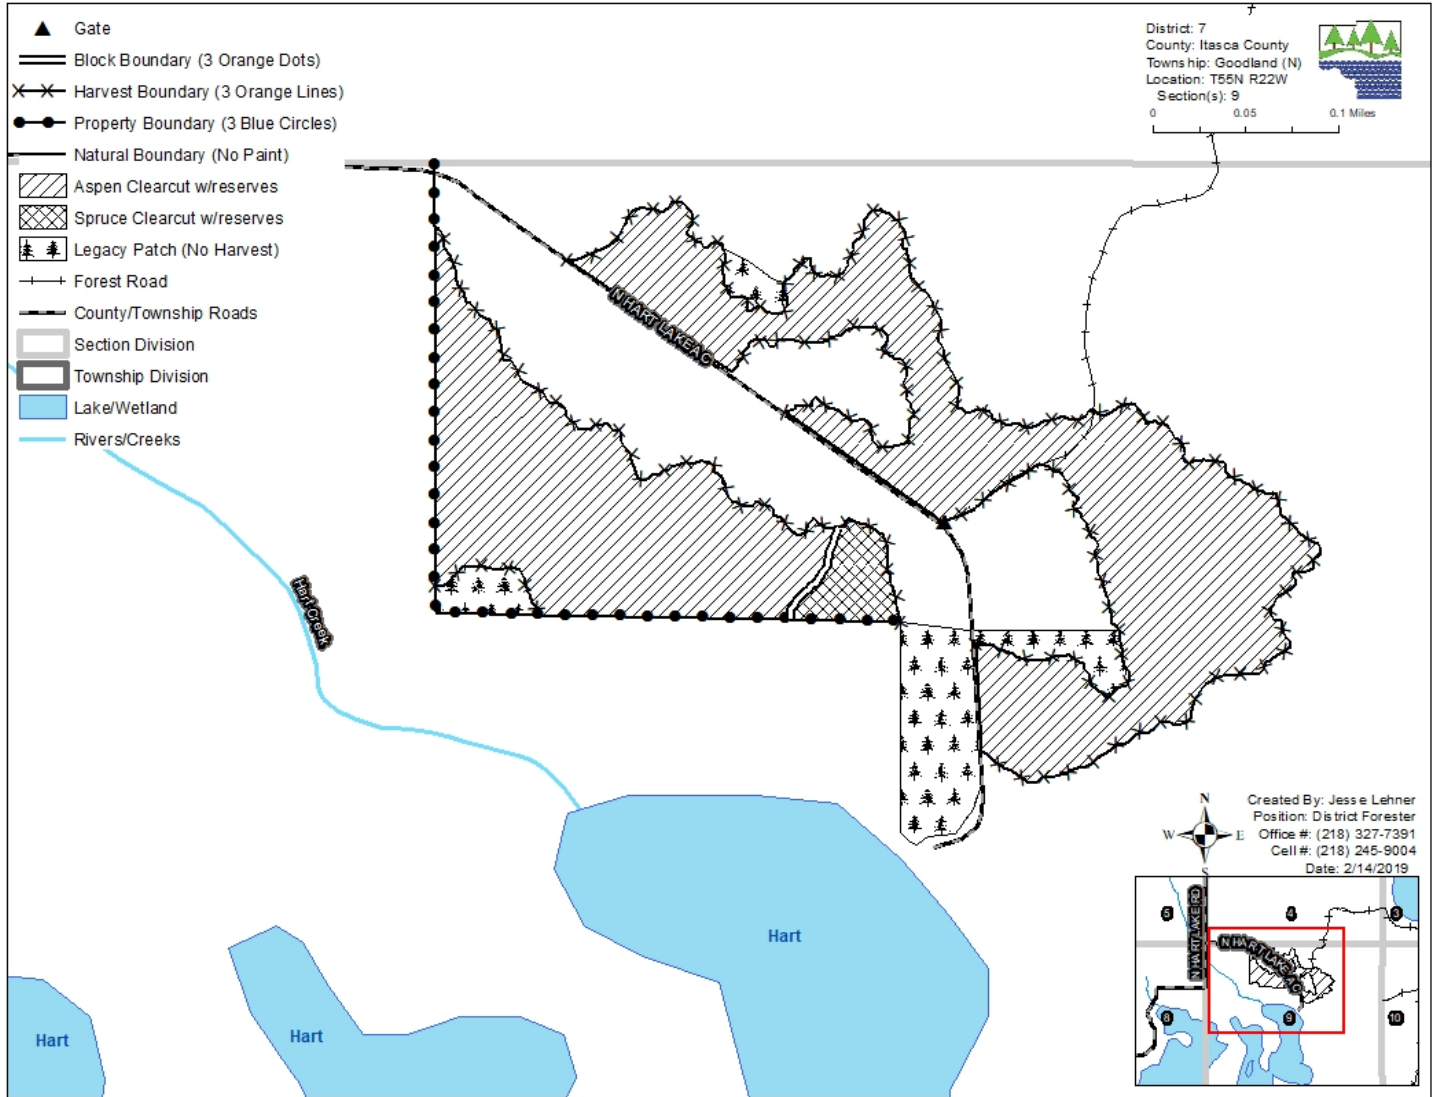 Gate
Block Boundary (3 Orange Dots)
Harvest Boundary (3 Orange Lines)
Property Boundary (3 Blue Circles)
Natural Boundary (No Paint)
Aspen Clearcut w/reserves
Spruce Clearcut w/reserves
Legacy Patch (No Harvest)
Forest Road
County/Township Roads
Section Division
Township Division
Lake/Wetland
Rivers/Creeks
District: 7
County: Itasca County
Township: Goodland (N)
Location: T55N R22W
Section(s): 9
0 0.05 0.1 Miles
N HART LAKE AC
Hart Creek
Hart
Hart
Hart
N
W E
S
Created By: Jesse Lehner
Position: District Forester
Office #: (218) 327-7391
Cell #: (218) 245-9004
Date: 2/14/2019
5 4 3
N HART LAKE RD
N HART LAKE AC
8 9 10